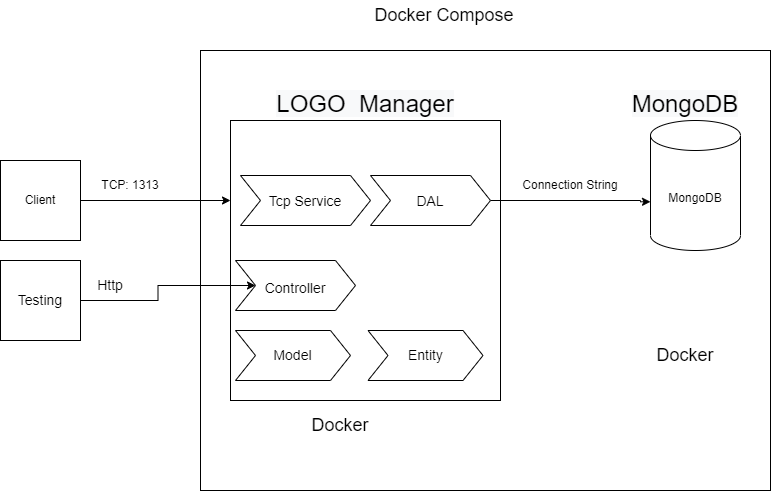 Docker Compose
LOGO Manager
MongoDB
Client
TCP: 1313
Tcp Service
DAL
Connection String
MongoDB
Testing
Http
Controller
Model
Entity
Docker
Docker